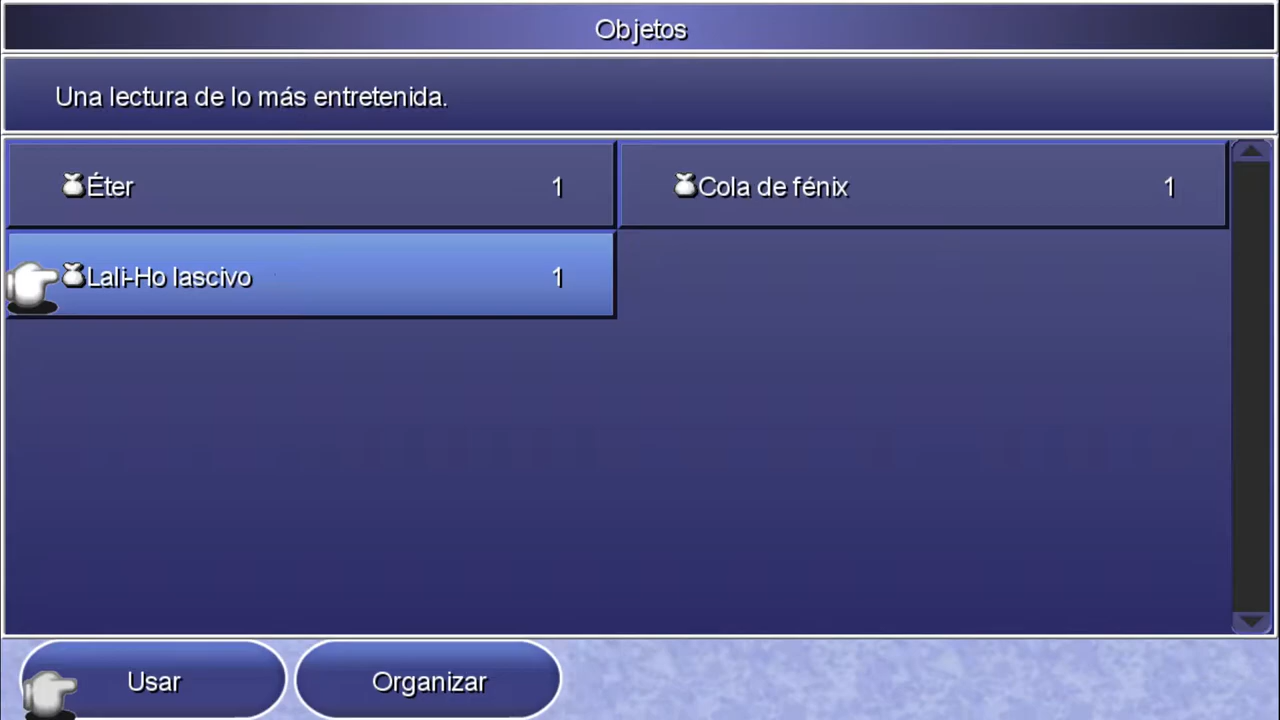 Objetos
Una lectura de lo más entretenida.
Éter 1
Cola de fénix 1
Lali-Ho lascivo 1
Usar
Organizar